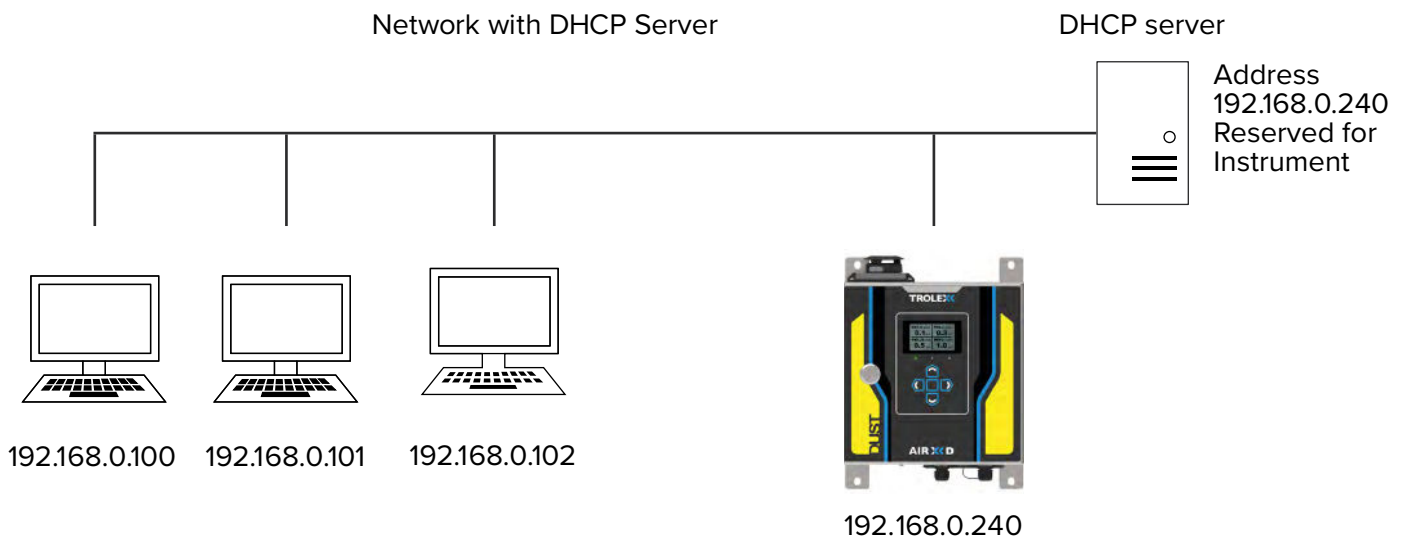 Network with DHCP Server
DHCP server
Address
192.168.0.240
Reserved for
Instrument
TROLEX
DUST
AIR XD
192.168.0.100
192.168.0.101
192.168.0.102
192.168.0.240